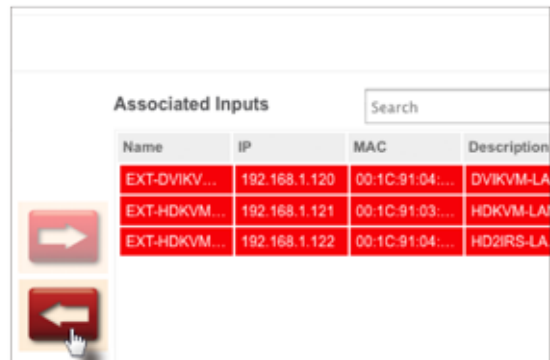 Associated Inputs Search
Name IP MAC Description
EXT-DVIKV... 192.168.1.120 00:1C:91:04:... DVIKVM-LA
EXT-HDKVM... 192.168.1.121 00:1C:91:03:... HDKVM-LAN
EXT-HDKVM... 192.168.1.122 00:1C:91:04:... HD2IRS-LA